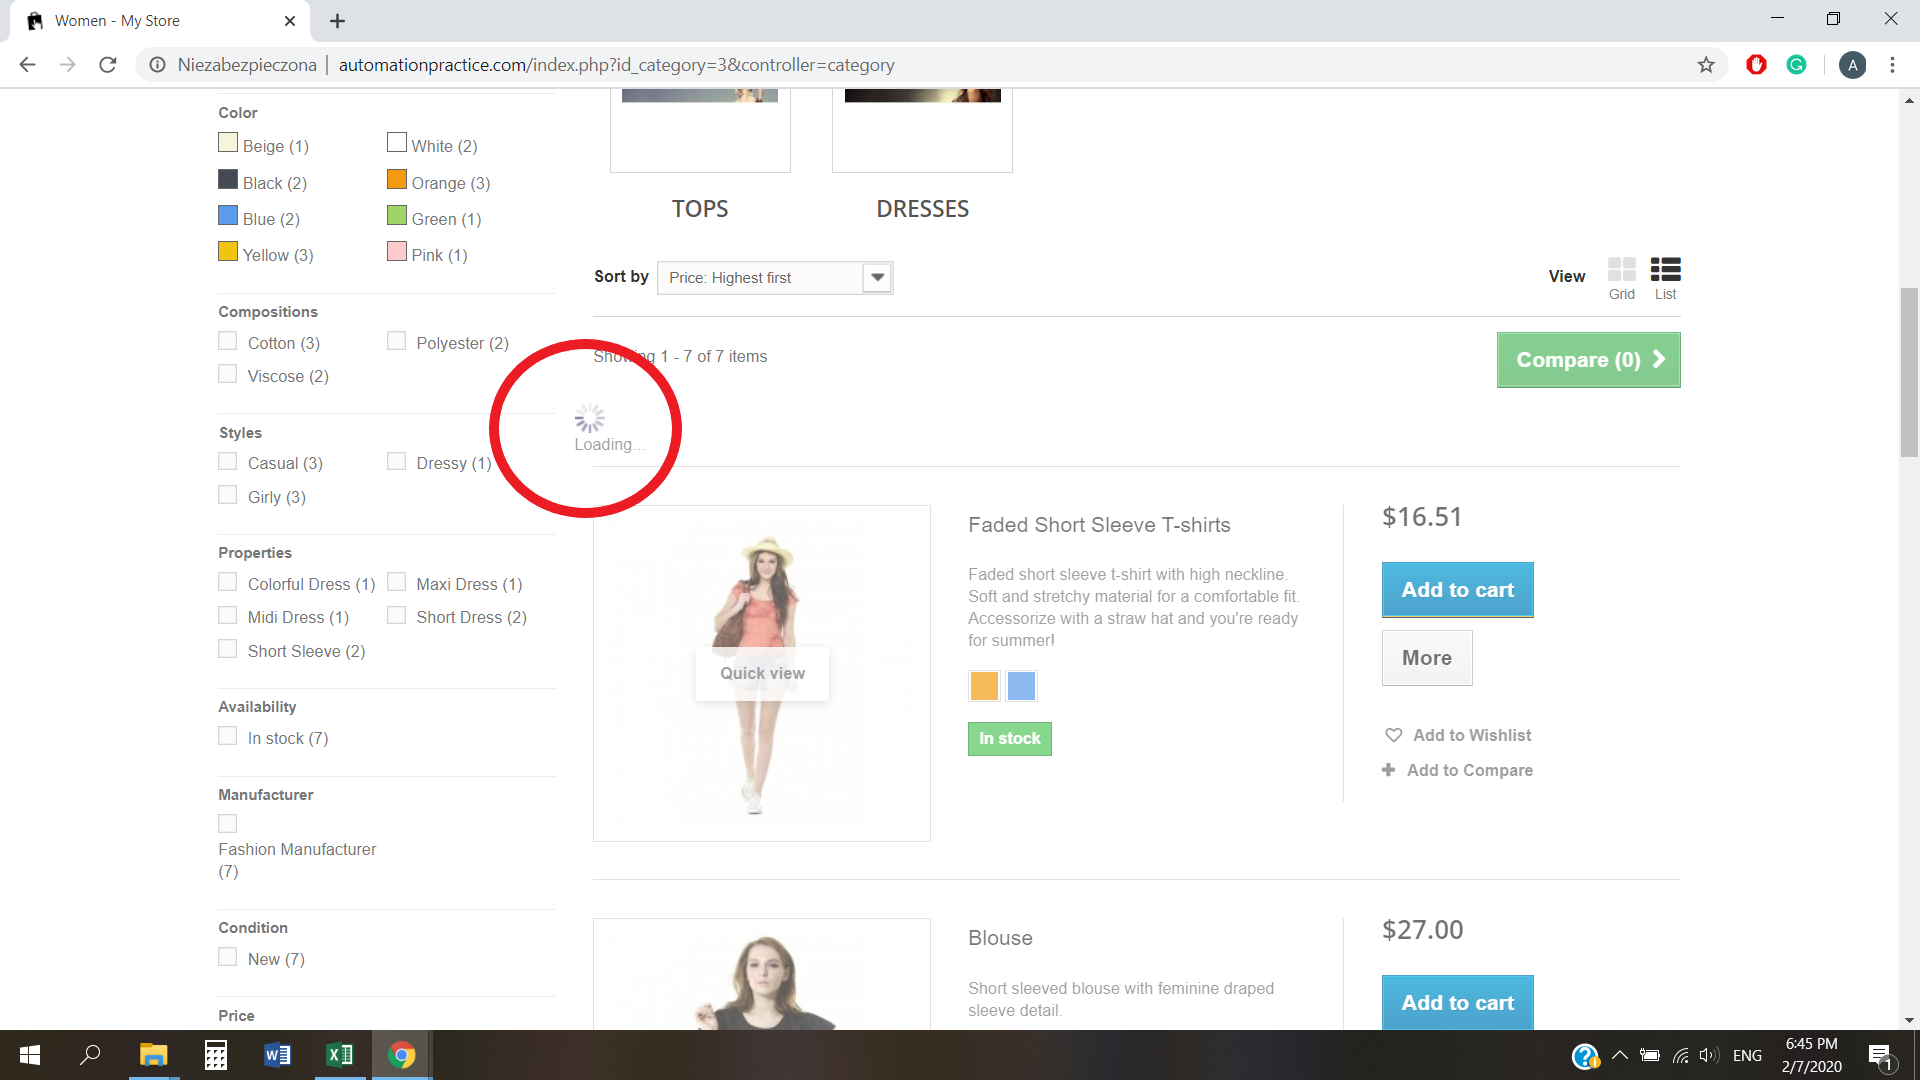 Women - My Store
Niezabezpieczona | automationpractice.com/index.php?id_category=3&controller=category
A
Color
Beige (1)
White (2)
Black (2)
Orange (3)
Blue (2)
Green (1)
Yellow (3)
Pink (1)
Compositions
Cotton (3)
Polyester (2)
Viscose (2)
Styles
Casual (3)
Dressy (1)
Girly (3)
Properties
Colorful Dress (1)
Maxi Dress (1)
Midi Dress (1)
Short Dress (2)
Short Sleeve (2)
Availability
In stock (7)
Manufacturer
Fashion Manufacturer
(7)
Condition
New (7)
Price
TOPS
DRESSES
Sort by
Price: Highest first
View
Grid
List
Showing 1 - 7 of 7 items
Compare (0)
Loading...
Quick view
Faded Short Sleeve T-shirts
Faded short sleeve t-shirt with high neckline.
Soft and stretchy material for a comfortable fit.
Accessorize with a straw hat and you're ready
for summer!
In stock
$16.51
Add to cart
More
Add to Wishlist
Add to Compare
Blouse
Short sleeved blouse with feminine draped
sleeve detail.
$27.00
Add to cart
ENG
6:45 PM
2/7/2020
1